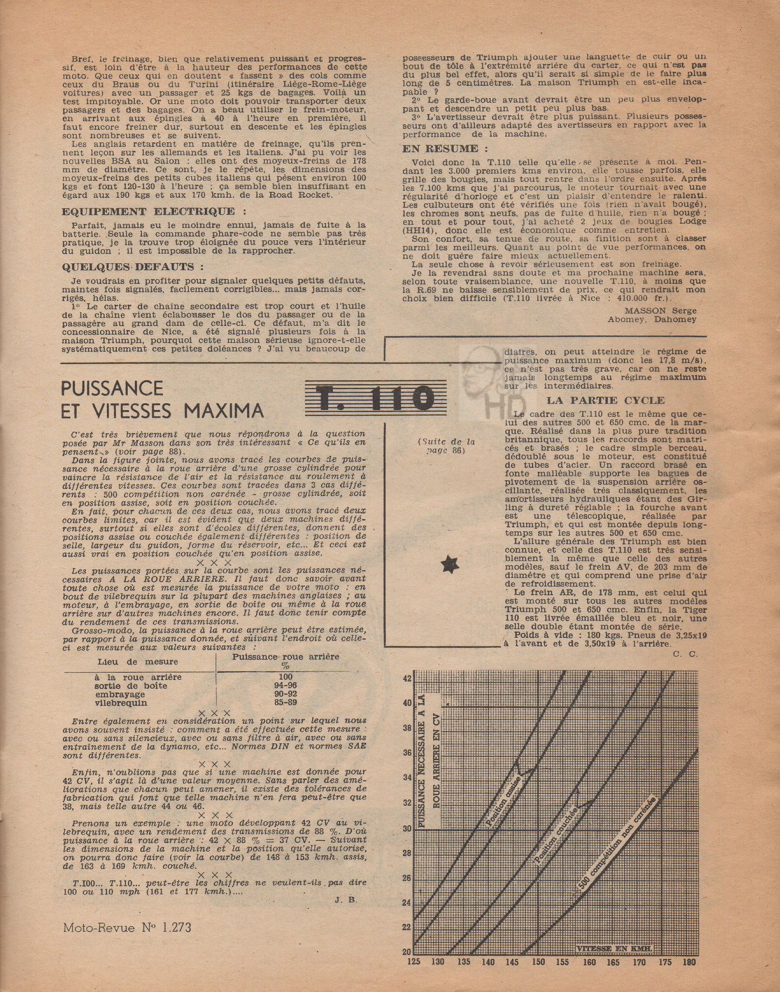 Bref, le freinage, bien que relativement puissant et progres-
sif, est loin d'être à la hauteur des performances de cette
moto. Que ceux qui en doutent « fassent » des cols comme
ceux du Braus ou du Turini (itinéraire Liége-Rome-Liége
voitures) avec un passager et 25 kgs de bagages. Voilà un
test impitoyable. Or une moto doit pouvoir transporter deux
passagers et des bagages. On a beau utiliser le frein-moteur,
en arrivant aux épingles à 40 à l'heure en première, il
faut encore freiner dur, surtout en descente et les épingles
sont nombreuses et se suivent.
Les anglais retardent en matière de freinage, qu'ils pren-
nent leçon sur les allemands et les italiens. J'ai pu voir les
nouvelles BSA au Salon : elles ont des moyeux-freins de 178
mm de diamètre. Ce sont, je le répète, les dimensions des
moyeux-freins des petits cubes italiens qui pèsent environ 100
kgs et font 120-130 à l'heure ; ça semble bien insuffisant en
égard aux 190 kgs et aux 170 kmh. de la Road Rocket.
EQUIPEMENT ELECTRIQUE :
Parfait, jamais eu le moindre ennui, jamais de fuite à la
batterie. Seule la commande phare-code ne semble pas très
pratique, je la trouve trop éloignée du pouce vers l'intérieur
du guidon ; il est impossible de la rapprocher.
QUELQUES DEFAUTS :
Je voudrais en profiter pour signaler quelques petits défauts,
maintes fois signalés, facilement corrigibles... mais jamais cor-
rigés, hélas.
1° Le carter de chaîne secondaire est trop court et l'huile
de la chaîne vient éclabousser le dos du passager ou de la
passagère au grand dam de celle-ci. Ce défaut, m'a dit le
concessionnaire de Nice, a été signalé plusieurs fois à la
maison Triumph, pourquoi cette maison sérieuse ignore-t-elle
systématiquement ces petites doléances ? J'ai vu beaucoup de
possesseurs de Triumph ajouter une languette de cuir ou un
bout de tôle à l'extrémité arrière du carter, ce qui n'est pas
du plus bel effet, alors qu'il serait si simple de le faire plus
long de 5 centimètres. La maison Triumph en est-elle inca-
pable ?
2° Le garde-boue avant devrait être un peu plus envelop-
pant et descendre un petit peu plus bas.
3° L'avertisseur devrait être plus puissant. Plusieurs posses-
seurs ont d'ailleurs adapté des avertisseurs en rapport avec la
performance de la machine.
EN RESUME :
Voici donc la T.110 telle qu'elle se présente à moi. Pen-
dant les 3.000 premiers kms environ, elle tousse parfois, elle
grille des bougies, mais tout rentre dans l'ordre ensuite. Après
les 7.100 kms que j'ai parcourus, le moteur tournait avec une
régularité d'horloge et c'est un plaisir d'entendre le ralenti.
Les culbuteurs ont été vérifiés une fois (rien n'avait bougé),
les chromes sont neufs, pas de fuite d'huile, rien n'a bougé ;
en tout et pour tout, j'ai acheté 2 jeux de bougies Lodge
(HH14), donc elle est économique comme entretien.
Son confort, sa tenue de route, sa finition sont à classer
parmi les meilleurs. Quant au point de vue performances, on
ne doit guère faire mieux actuellement.
La seule chose à revoir sérieusement est son freinage.
Je la revendrai sans doute et ma prochaine machine sera,
selon toute vraisemblance, une nouvelle T.110, à moins que
la R.69 ne baisse sensiblement de prix, ce qui rendrait mon
choix bien difficile (T.110 livrée à Nice : 410.000 fr.).
MASSON Serge
Abomey, Dahomey
PUISSANCE
ET VITESSES MAXIMA
C'est très brièvement que nous répondrons à la question
posée par Mr Masson dans son très intéressant « Ce qu'ils en
pensent » (voir page 88).
Dans la figure jointe, nous avons tracé les courbes de puis-
sance nécessaire à la roue arrière d'une grosse cylindrée pour
vaincre la résistance de l'air et la résistance au roulement à
différentes vitesses. Ces courbes sont tracées dans 3 cas diffé-
rents : 500 compétition non carénée - grosse cylindrée, soit
en position assise, soit en position couchée.
En fait, pour chacun de ces deux cas, nous avons tracé deux
courbes limites, car il est évident que deux machines diffé-
rentes, surtout si elles sont d'écoles différentes, donnent des
positions assise ou couchée également différentes : position de
selle, largeur du guidon, forme du réservoir, etc... Et ceci est
aussi vrai en position couchée qu'en position assise.
X X X
Les puissances portées sur la courbe sont les puissances né-
cessaires A LA ROUE ARRIERE. Il faut donc savoir avant
toute chose où est mesurée la puissance de votre moto : en
bout de vilebrequin sur la plupart des machines anglaises ; au
moteur, à l'embrayage, en sortie de boîte ou même à la roue
arrière sur d'autres machines encore. Il faut donc tenir compte
du rendement de ces transmissions.
Grosso-modo, la puissance à la roue arrière peut être estimée,
par rapport à la puissance donnée, et suivant l'endroit où celle-
ci est mesurée aux valeurs suivantes :
Lieu de mesure Puissance roue arrière
%
à la roue arrière 100
sortie de boîte 94-96
embrayage 90-92
vilebrequin 85-89
X X X
Entre également en considération un point sur lequel nous
avons souvent insisté : comment a été effectuée cette mesure :
avec ou sans silencieux, avec ou sans filtre à air, avec ou sans
entraînement de la dynamo, etc... Normes DIN et normes SAE
sont différentes.
X X X
Enfin, n'oublions pas que si une machine est donnée pour
42 CV, il s'agit là d'une valeur moyenne. Sans parler des amé-
liorations que chacun peut amener, il existe des tolérances de
fabrication qui font que telle machine n'en fera peut-être que
38, mais telle autre 44 ou 46.
X X X
Prenons un exemple : une moto développant 42 CV au vi-
lebrequin, avec un rendement des transmissions de 88 %. D'où
puissance à la roue arrière : 42 × 88 % = 37 CV. — Suivant
les dimensions de la machine et la position qu'elle autorise,
on pourra donc faire (voir la courbe) de 148 à 153 kmh. assis,
de 163 à 169 kmh. couché.
X X X
T.100... T.110... peut-être les chiffres ne veulent-ils pas dire
100 ou 110 mph (161 et 177 kmh.)....
J. B.
Moto-Revue N° 1.273
T. 110
(Suite de la
page 86)
diaires, on peut atteindre le régime de
puissance maximum (donc les 17,8 m/s),
ce n'est pas très grave, car on ne reste
jamais longtemps au régime maximum
sur les intermédiaires.
LA PARTIE CYCLE
Le cadre des T.110 est le même que ce-
lui des autres 500 et 650 cmc. de la mar-
que. Réalisé dans la plus pure tradition
britannique, tous les raccords sont matri-
cés et brasés ; le cadre simple berceau,
dédoublé sous le moteur, est constitué
de tubes d'acier. Un raccord brasé en
fonte malléable supporte les bagues de
pivotement de la suspension arrière os-
cillante, réalisée très classiquement, les
amortisseurs hydrauliques étant des Gir-
ling à dureté réglable ; la fourche avant
est une télescopique, réalisée par
Triumph, et qui est montée depuis long-
temps sur les autres 500 et 650 cmc.
L'allure générale des Triumph est bien
connue, et celle des T.110 est très sensi-
blement la même que celle des autres
modèles, sauf le frein AV, de 203 mm de
diamètre et qui comprend une prise d'air
de refroidissement.
Le frein AR, de 178 mm, est celui qui
est monté sur tous les autres modèles
Triumph 500 et 650 cmc. Enfin, la Tiger
110 est livrée émaillée bleu et noir, une
selle double étant montée de série.
Poids à vide : 180 kgs. Pneus de 3,25x19
à l'avant et de 3,50x19 à l'arrière.
C. C.
42
40
38
36
34
32
30
28
26
24
22
20
PUISSANCE NECESSAIRE A LA
ROUE ARRIERE EN CV
Position assise
Position couchée
500 compétition non carénée
VITESSE EN KMH.
125 130 135 140 145 150 155 160 165 170 175 180